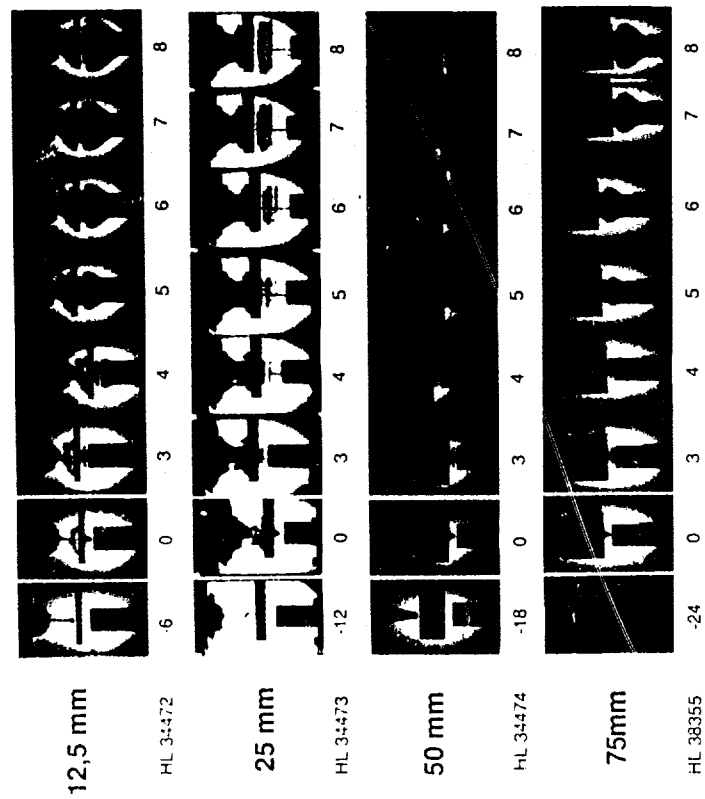 12,5 mm
HL 34472
-6 0 3 4 5 6 7 8
25 mm
HL 34473
-12 0 3 4 5 6 7 8
50 mm
HL 34474
-18 0 3 4 5 6 7 8
75mm
HL 38355
-24 0 3 4 5 6 7 8